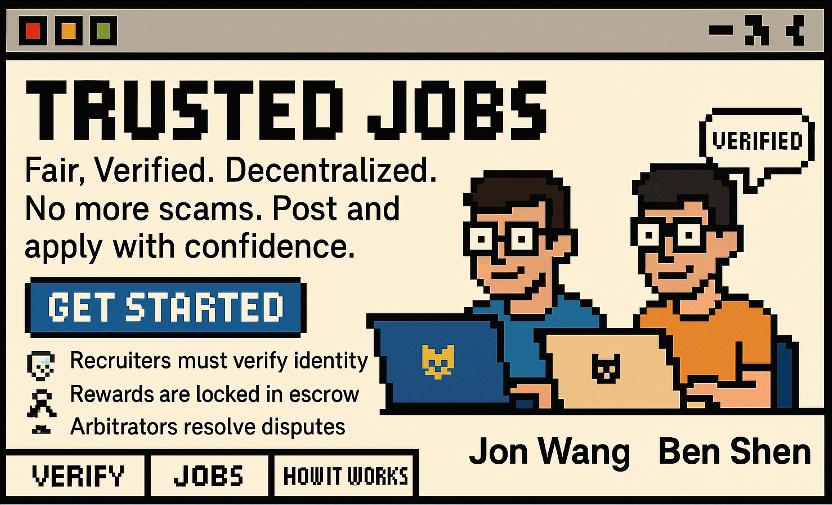 TRUSTED JOBS
Fair, Verified. Decentralized.
No more scams. Post and
apply with confidence.
GET STARTED
Recruiters must verify identity
Rewards are locked in escrow
Arbitrators resolve disputes
VERIFIED
Jon Wang
Ben Shen
VERIFY
JOBS
HOW IT WORKS